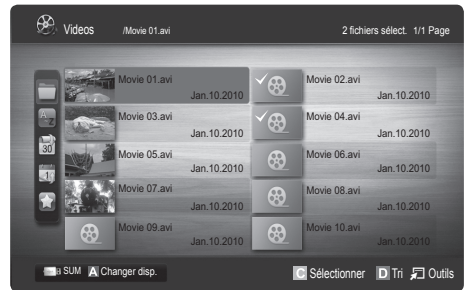 Videos /Movie 01.avi 2 fichiers sélect. 1/1 Page
Movie 01.avi Movie 02.avi
Jan.10.2010 Jan.10.2010
Movie 03.avi Movie 04.avi
Jan.10.2010 Jan.10.2010
Movie 05.avi Movie 06.avi
Jan.10.2010 Jan.10.2010
Movie 07.avi Movie 08.avi
Jan.10.2010 Jan.10.2010
Movie 09.avi Movie 10.avi
Jan.10.2010 Jan.10.2010
30
1
SUM A Changer disp. C Sélectionner D Tri Outils